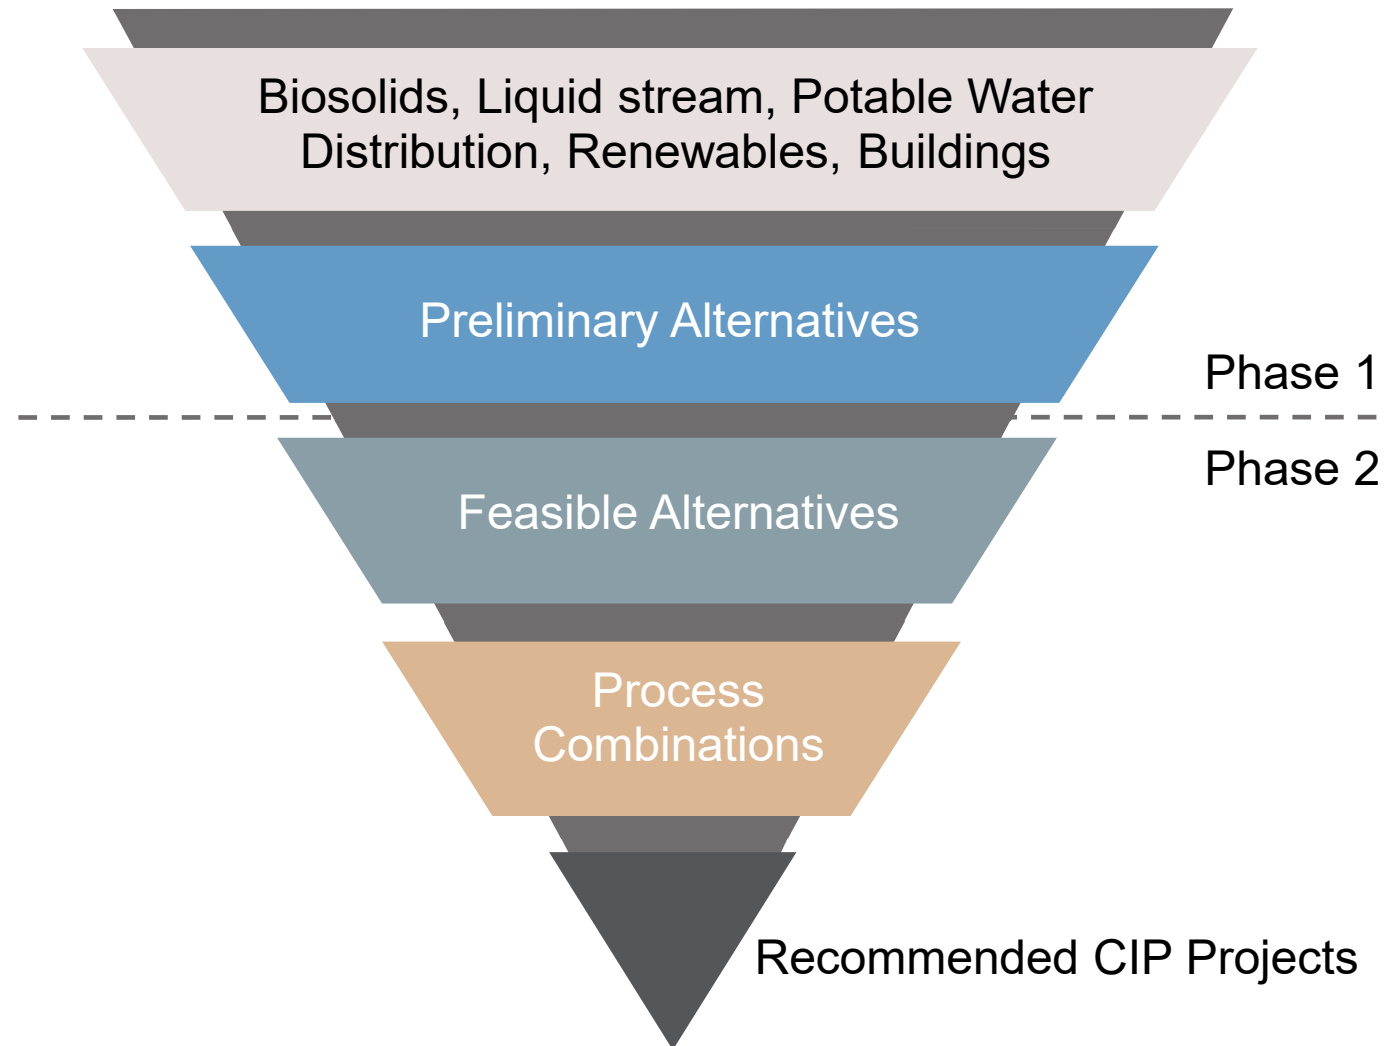 Biosolids, Liquid stream, Potable Water
Distribution, Renewables, Buildings
Preliminary Alternatives
Phase 1
Phase 2
Feasible Alternatives
Process
Combinations
Recommended CIP Projects